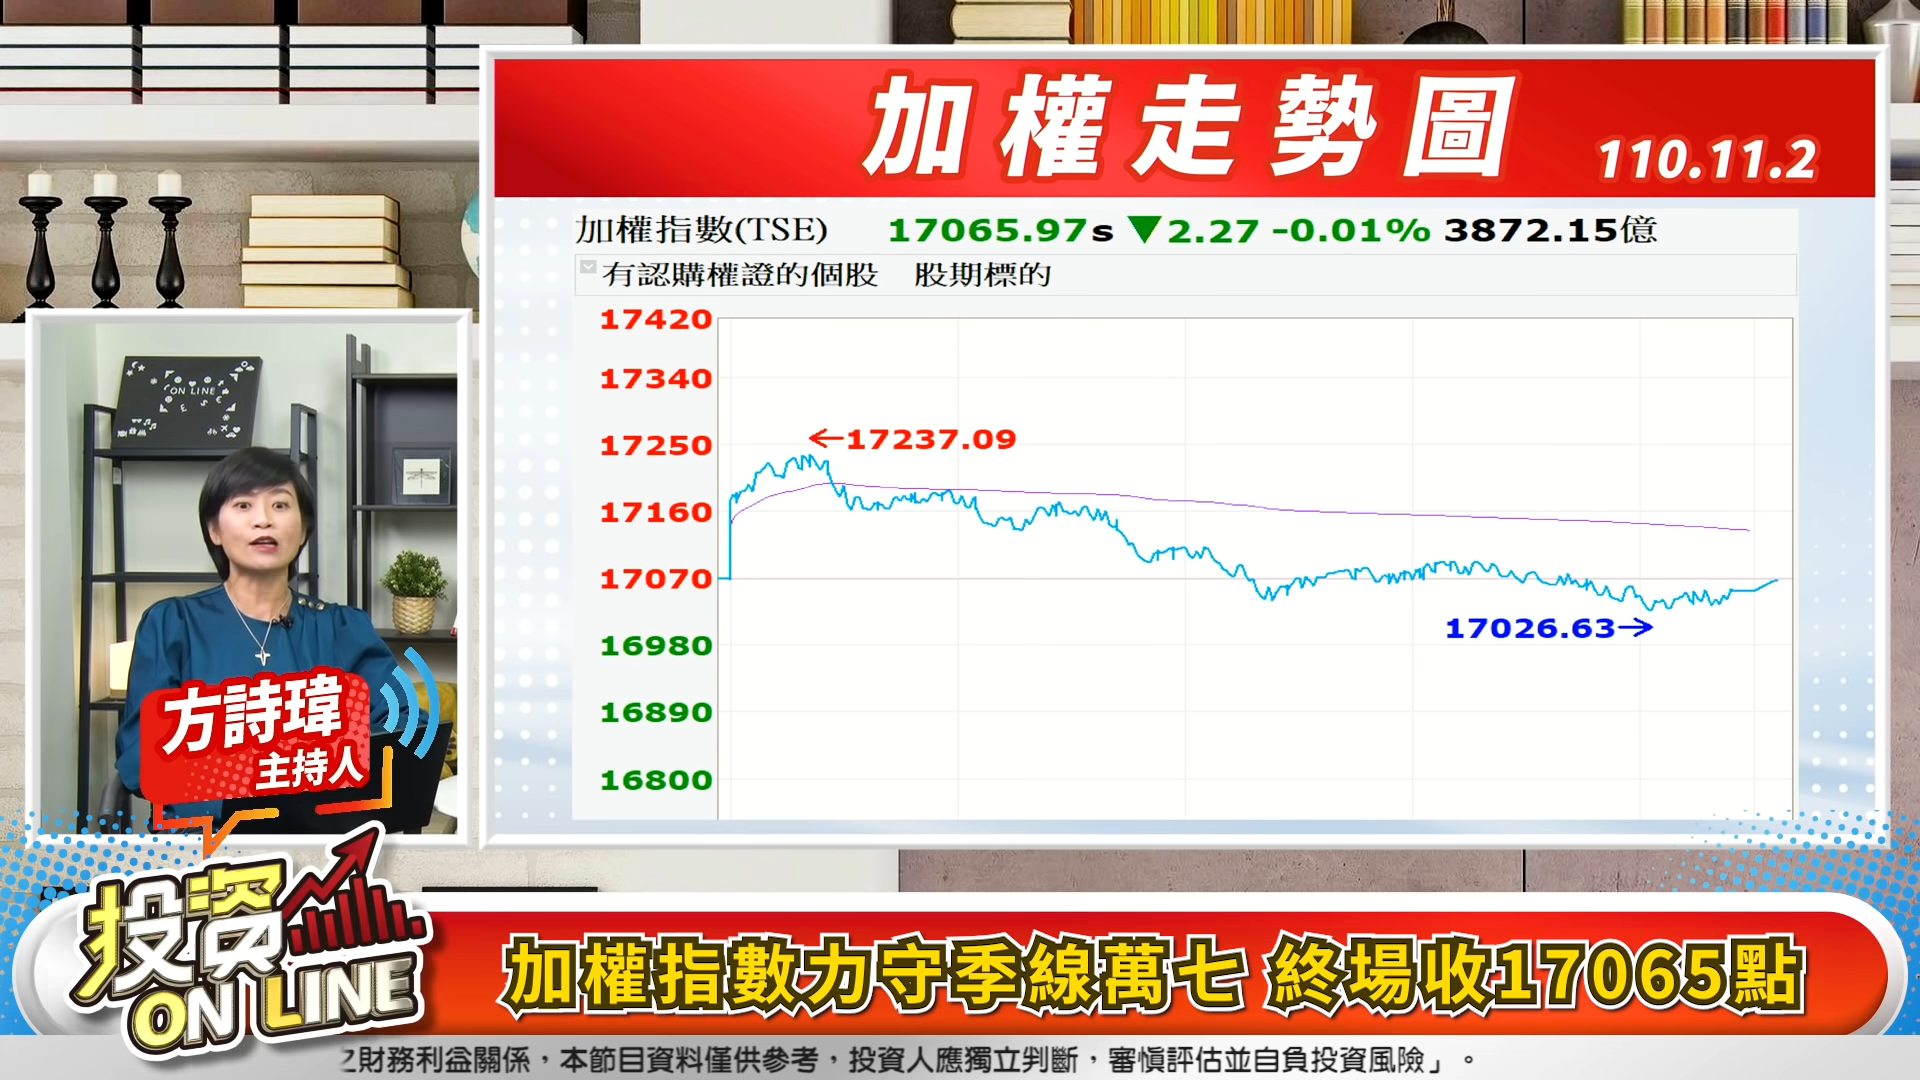 加權走勢圖 110.11.2
加權指數(TSE) 17065.97s ▼2.27 -0.01% 3872.15億
有認購權證的個股 股期標的
17420
17340
17250
17160
17070
16980
16890
16800
←17237.09
17026.63→
ON LINE
方詩瑋
主持人
投資
ON LINE
加權指數力守季線萬七 終場收17065點
之財務利益關係，本節目資料僅供參考，投資人應獨立判斷，審慎評估並自負投資風險」。